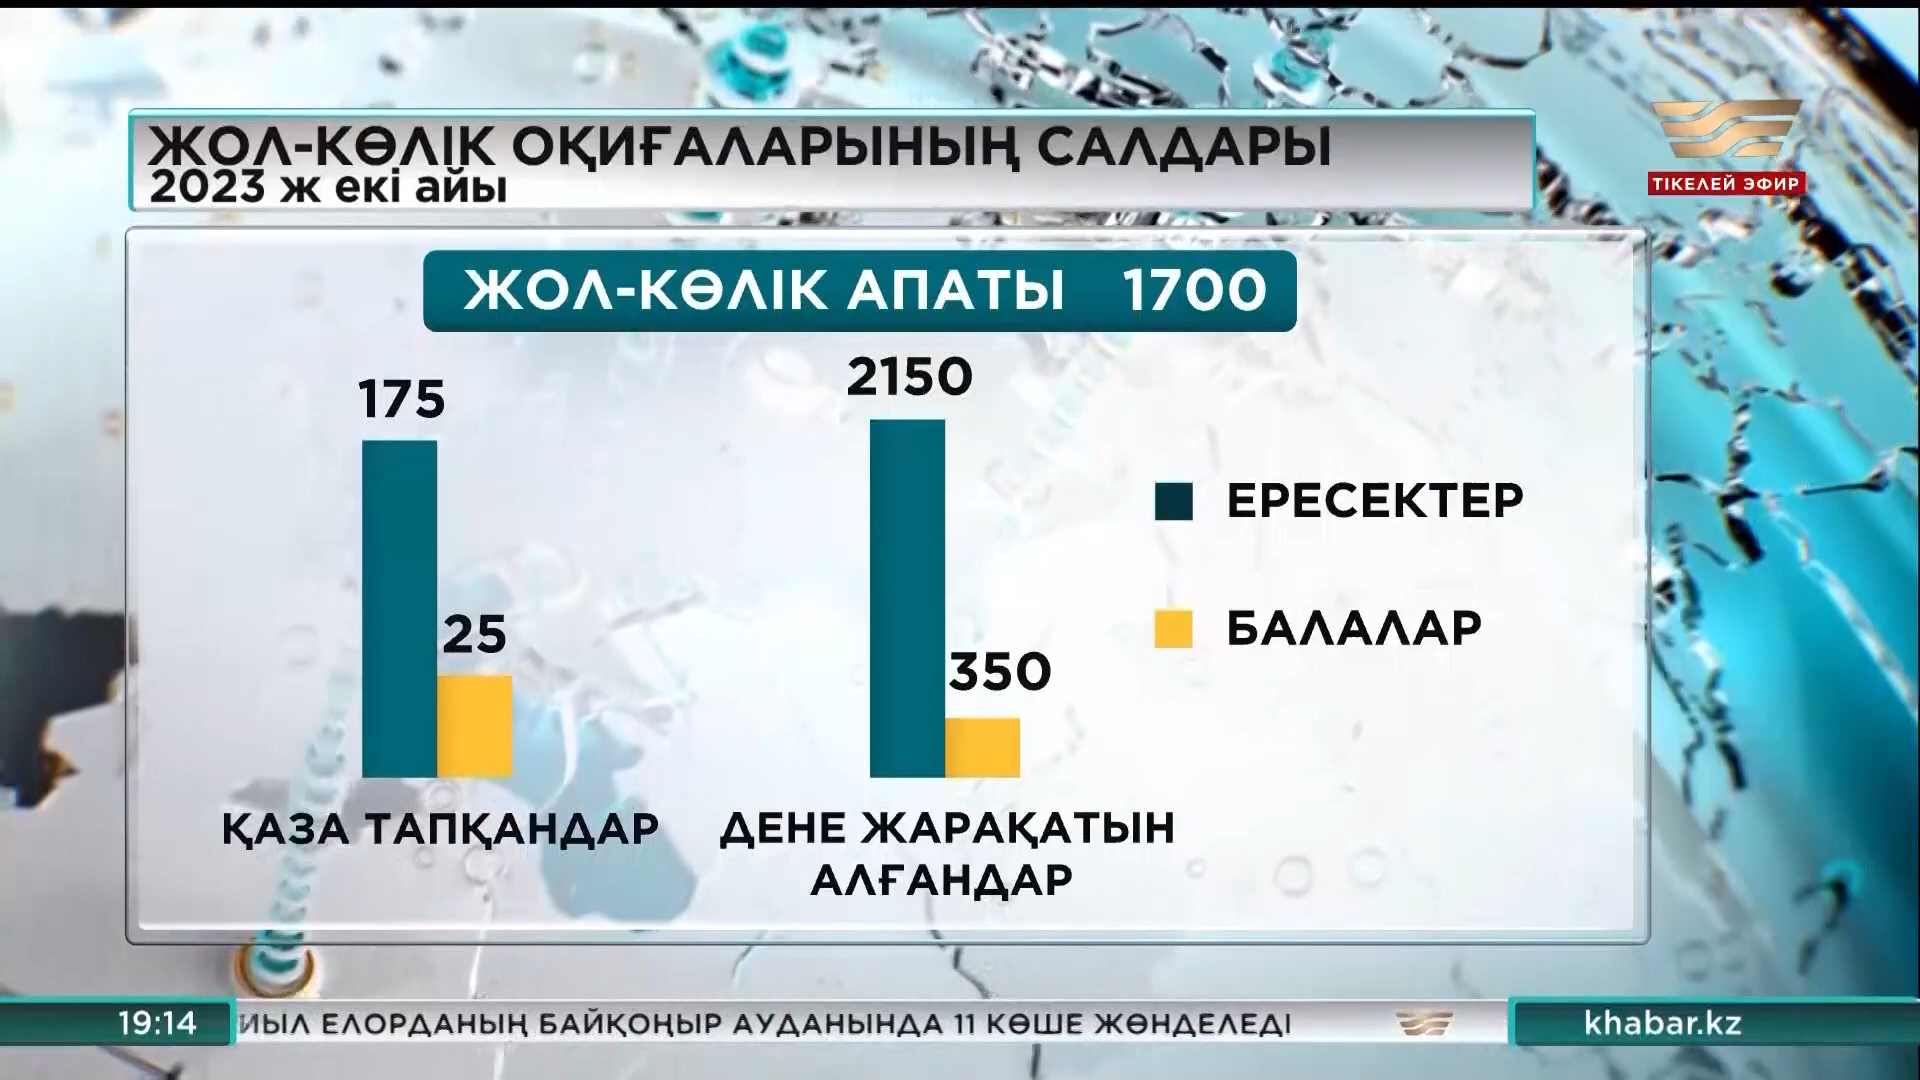 ЖОЛ-КӨЛІК ОҚИҒАЛАРЫНЫҢ САЛДАРЫ
2023 ж екі айы
ТІКЕЛЕЙ ЭФИР
ЖОЛ-КӨЛІК АПАТЫ 1700
175
25
ҚАЗА ТАПҚАНДАР
2150
350
ДЕНЕ ЖАРАҚАТЫН
АЛҒАНДАР
ЕРЕСЕКТЕР
БАЛАЛАР
19:14
ИЫЛ ЕЛОРДАНЫҢ БАЙҚОҢЫР АУДАНЫНДА 11 КӨШЕ ЖӨНДЕЛЕДІ
khabar.kz